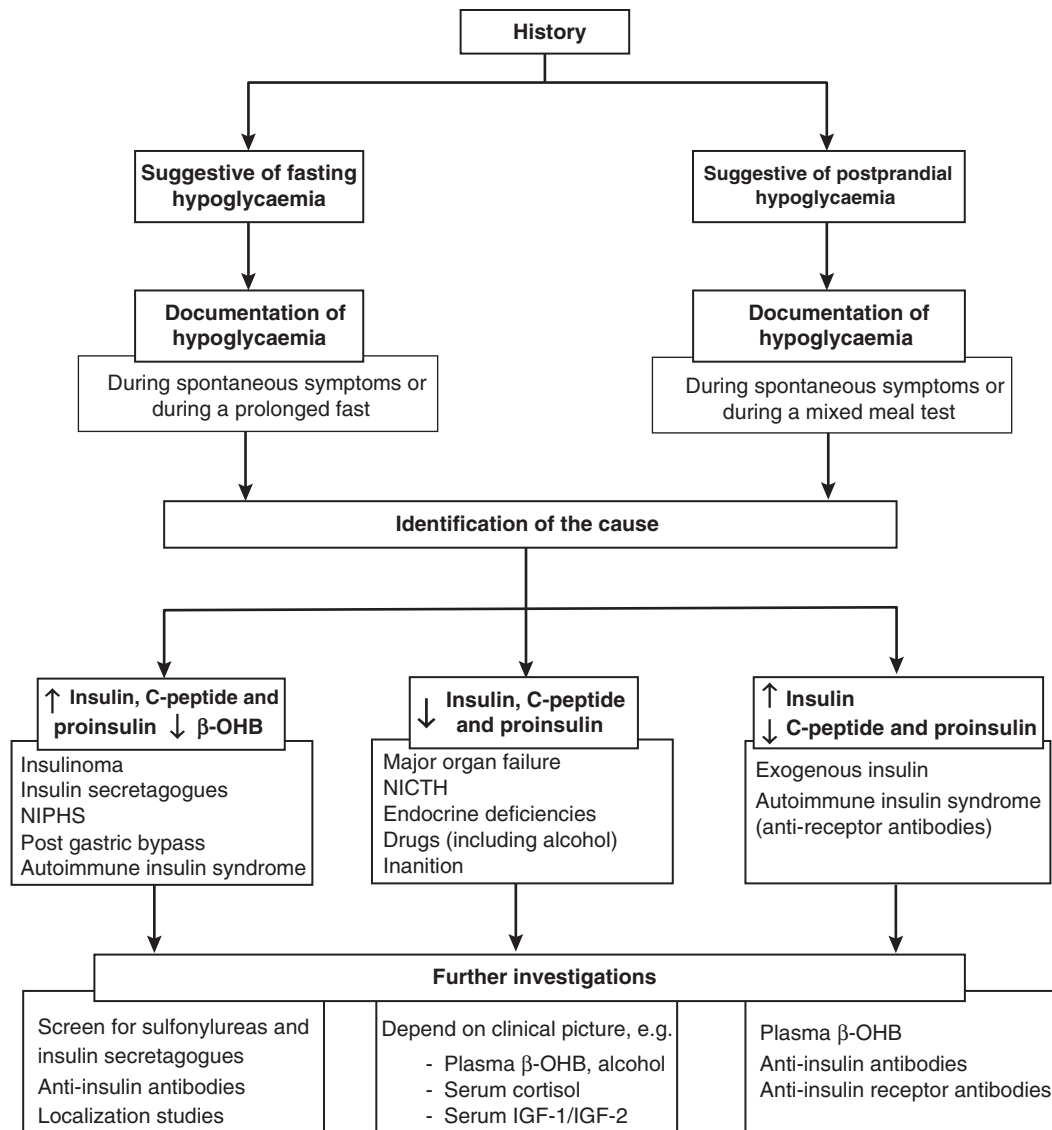 History
Suggestive of fasting
hypoglycaemia
Suggestive of postprandial
hypoglycaemia
Documentation of
hypoglycaemia
During spontaneous symptoms or
during a prolonged fast
Documentation of
hypoglycaemia
During spontaneous symptoms or
during a mixed meal test
Identification of the cause
↑ Insulin, C-peptide and
proinsulin ↓ β-OHB
Insulinoma
Insulin secretagogues
NIPHS
Post gastric bypass
Autoimmune insulin syndrome
↓ Insulin, C-peptide
and proinsulin
Major organ failure
NICTH
Endocrine deficiencies
Drugs (including alcohol)
Inanition
↑ Insulin
↓ C-peptide and proinsulin
Exogenous insulin
Autoimmune insulin syndrome
(anti-receptor antibodies)
Further investigations
Screen for sulfonylureas and
insulin secretagogues
Anti-insulin antibodies
Localization studies
Depend on clinical picture, e.g.
- Plasma β-OHB, alcohol
- Serum cortisol
- Serum IGF-1/IGF-2
Plasma β-OHB
Anti-insulin antibodies
Anti-insulin receptor antibodies